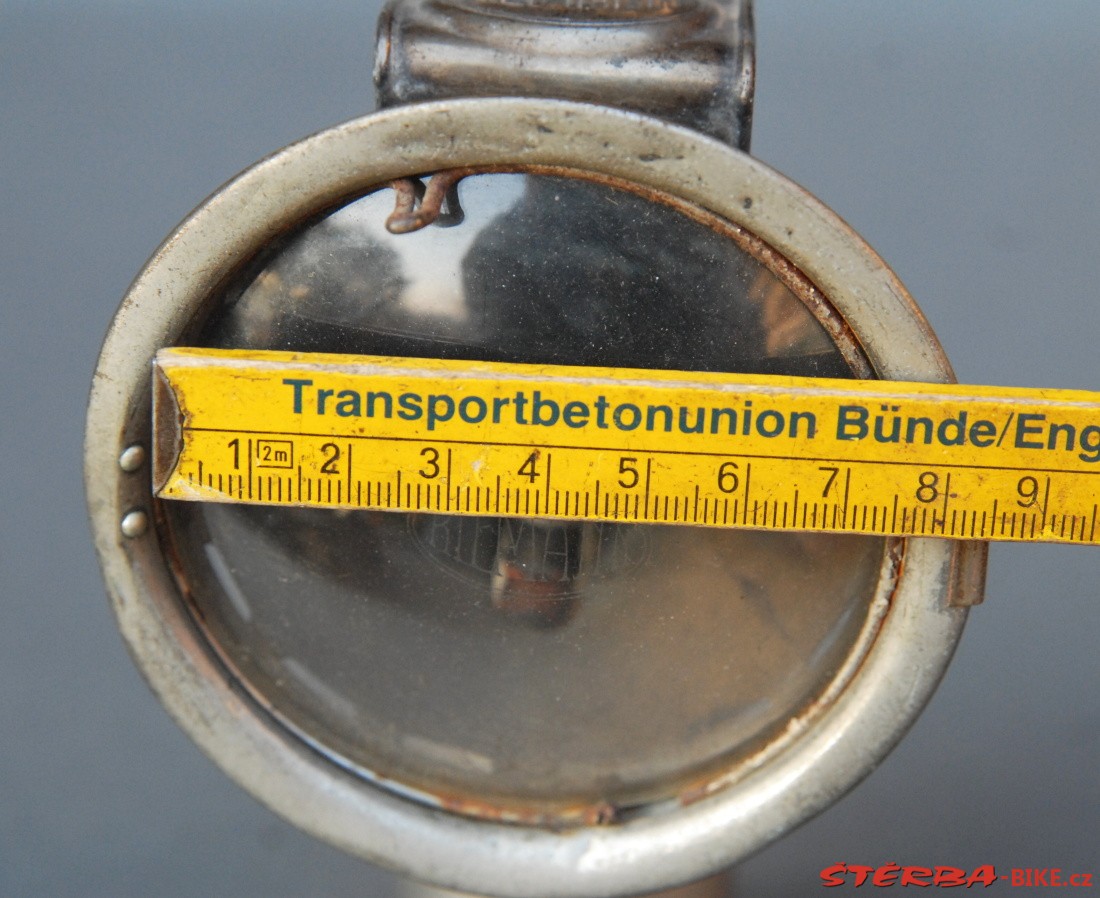 Transportbetonunion Bünde/Eng
1 2m 2 3 4 5 6 7 8 9
ŠTĚRBA-BIKE.cz